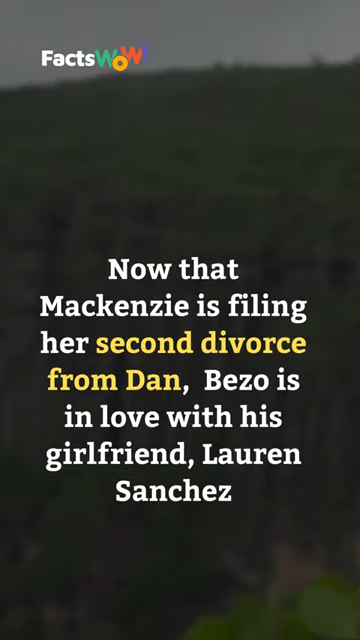 FactsWOW!
Now that
Mackenzie is filing
her second divorce
from Dan, Bezo is
in love with his
girlfriend, Lauren
Sanchez